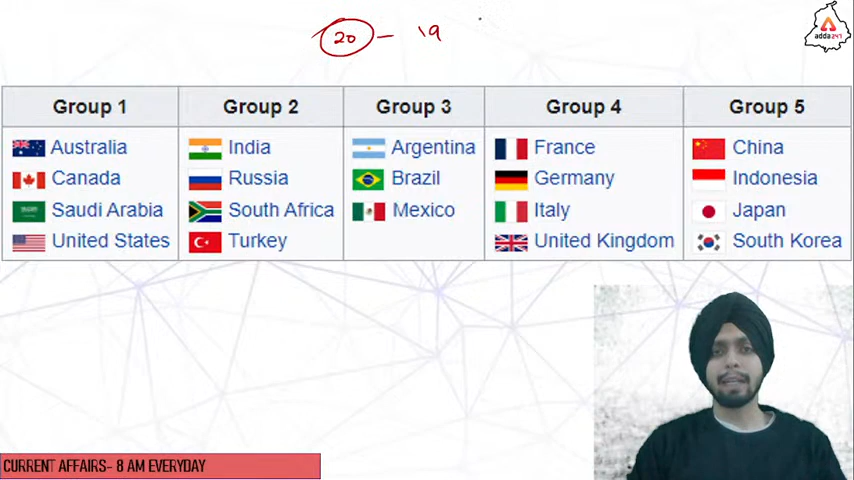 20 - 19
adda247
Group 1 Group 2 Group 3 Group 4 Group 5
Australia India Argentina France China
Canada Russia Brazil Germany Indonesia
Saudi Arabia South Africa Mexico Italy Japan
United States Turkey United Kingdom South Korea
CURRENT AFFAIRS- 8 AM EVERYDAY